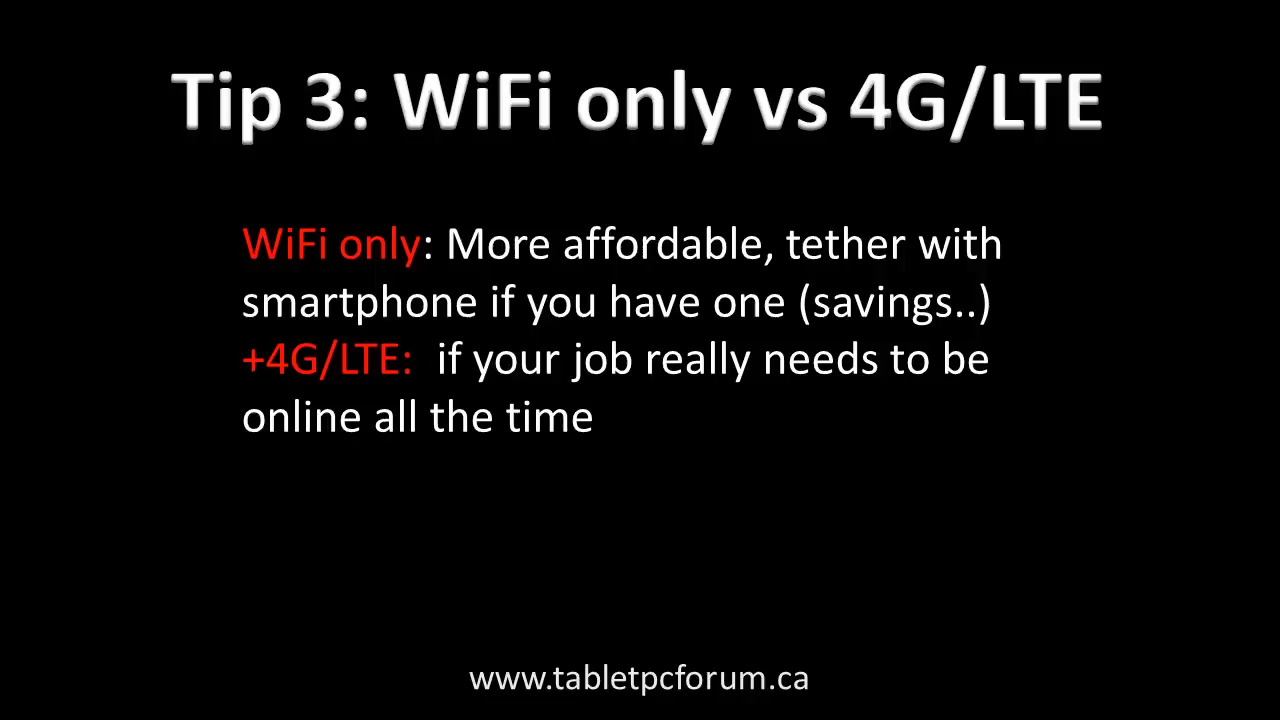 Tip 3: WiFi only vs 4G/LTE
WiFi only: More affordable, tether with
smartphone if you have one (savings..)
+4G/LTE:  if your job really needs to be
online all the time
www.tabletpcforum.ca